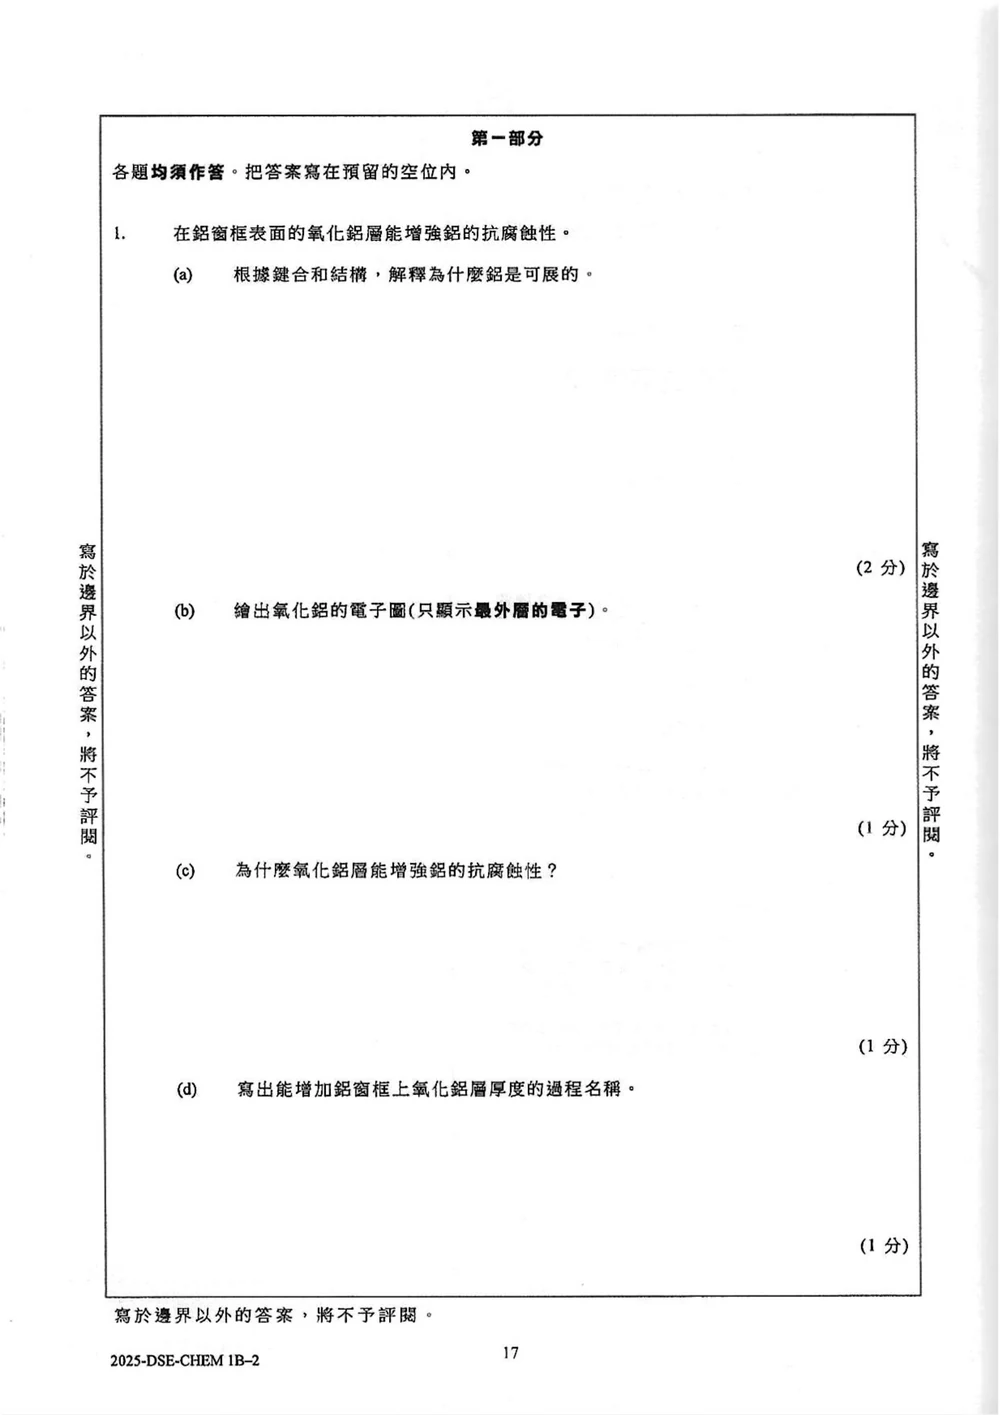 第一部分
各題均須作答。把答案寫在預留的空位內。
1. 在鋁窗框表面的氧化鋁層能增強鋁的抗腐蝕性。
(a) 根據鍵合和結構，解釋為什麼鋁是可展的。
(2 分)
(b) 繪出氧化鋁的電子圖(只顯示最外層的電子)。
(1 分)
(c) 為什麼氧化鋁層能增強鋁的抗腐蝕性？
(1 分)
(d) 寫出能增加鋁窗框上氧化鋁層厚度的過程名稱。
(1 分)
寫於邊界以外的答案，將不予評閱。
寫於邊界以外的答案，將不予評閱。
寫於邊界以外的答案，將不予評閱。
2025-DSE-CHEM 1B–2
17